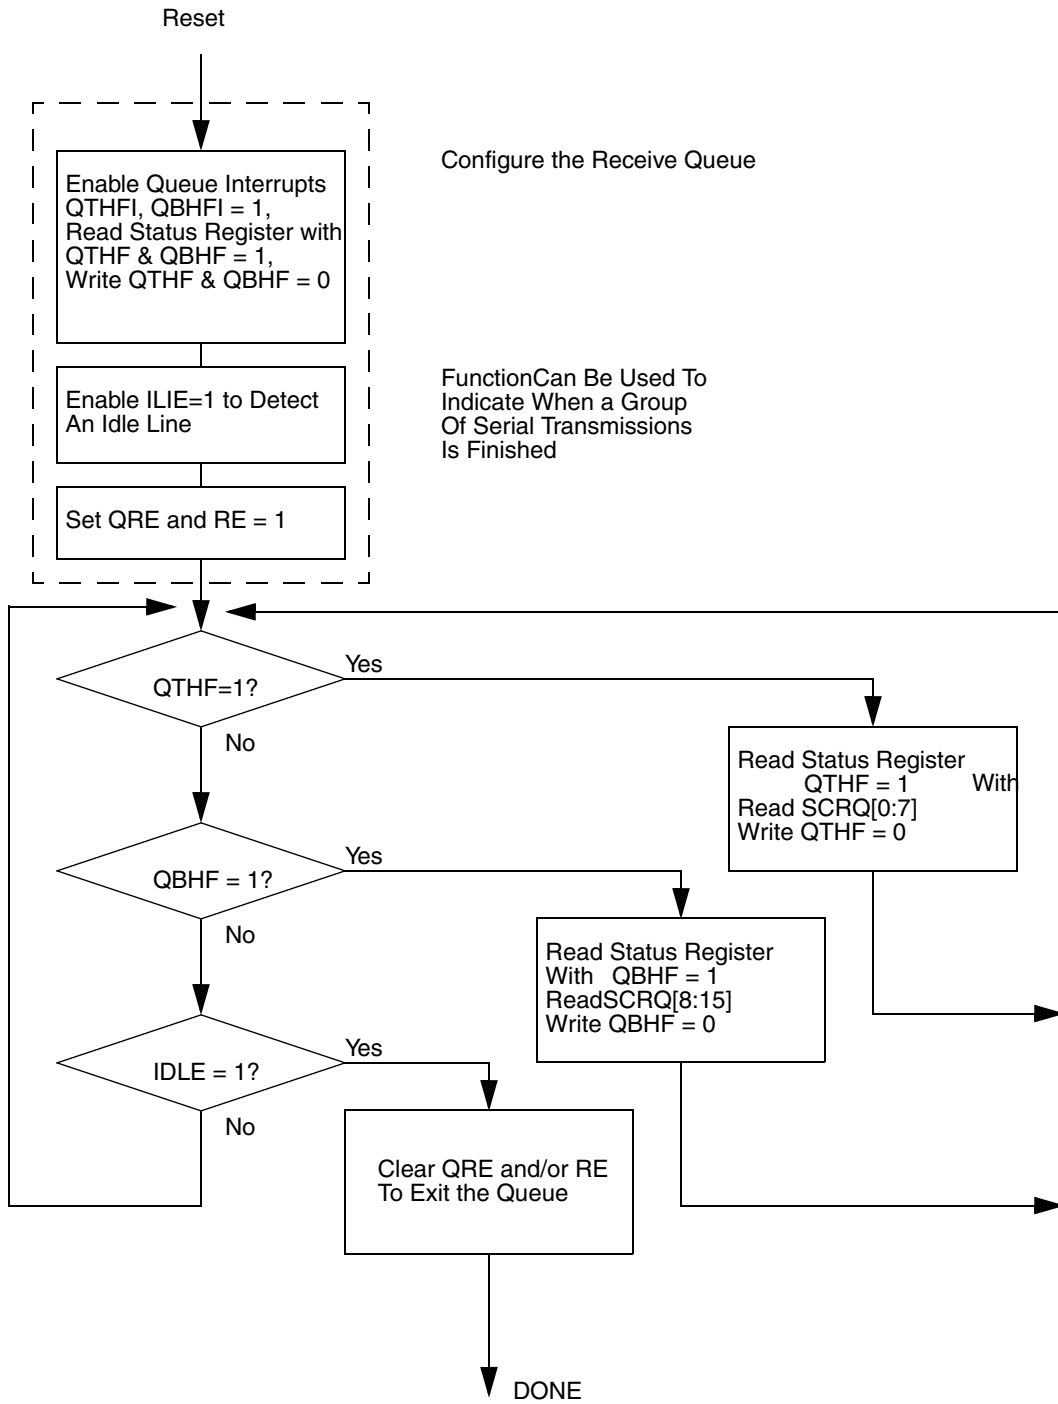 Reset
Configure the Receive Queue
Enable Queue Interrupts
QTHFI, QBHFI = 1,
Read Status Register with
QTHF & QBHF = 1,
Write QTHF & QBHF = 0
FunctionCan Be Used To
Indicate When a Group
Of Serial Transmissions
Is Finished
Enable ILIE=1 to Detect
An Idle Line
Set QRE and RE = 1
QTHF=1?
Yes
No
Read Status Register
QTHF = 1 With
Read SCRQ[0:7]
Write QTHF = 0
QBHF = 1?
Yes
No
Read Status Register
With QBHF = 1
ReadSCRQ[8:15]
Write QBHF = 0
IDLE = 1?
Yes
No
Clear QRE and/or RE
To Exit the Queue
DONE